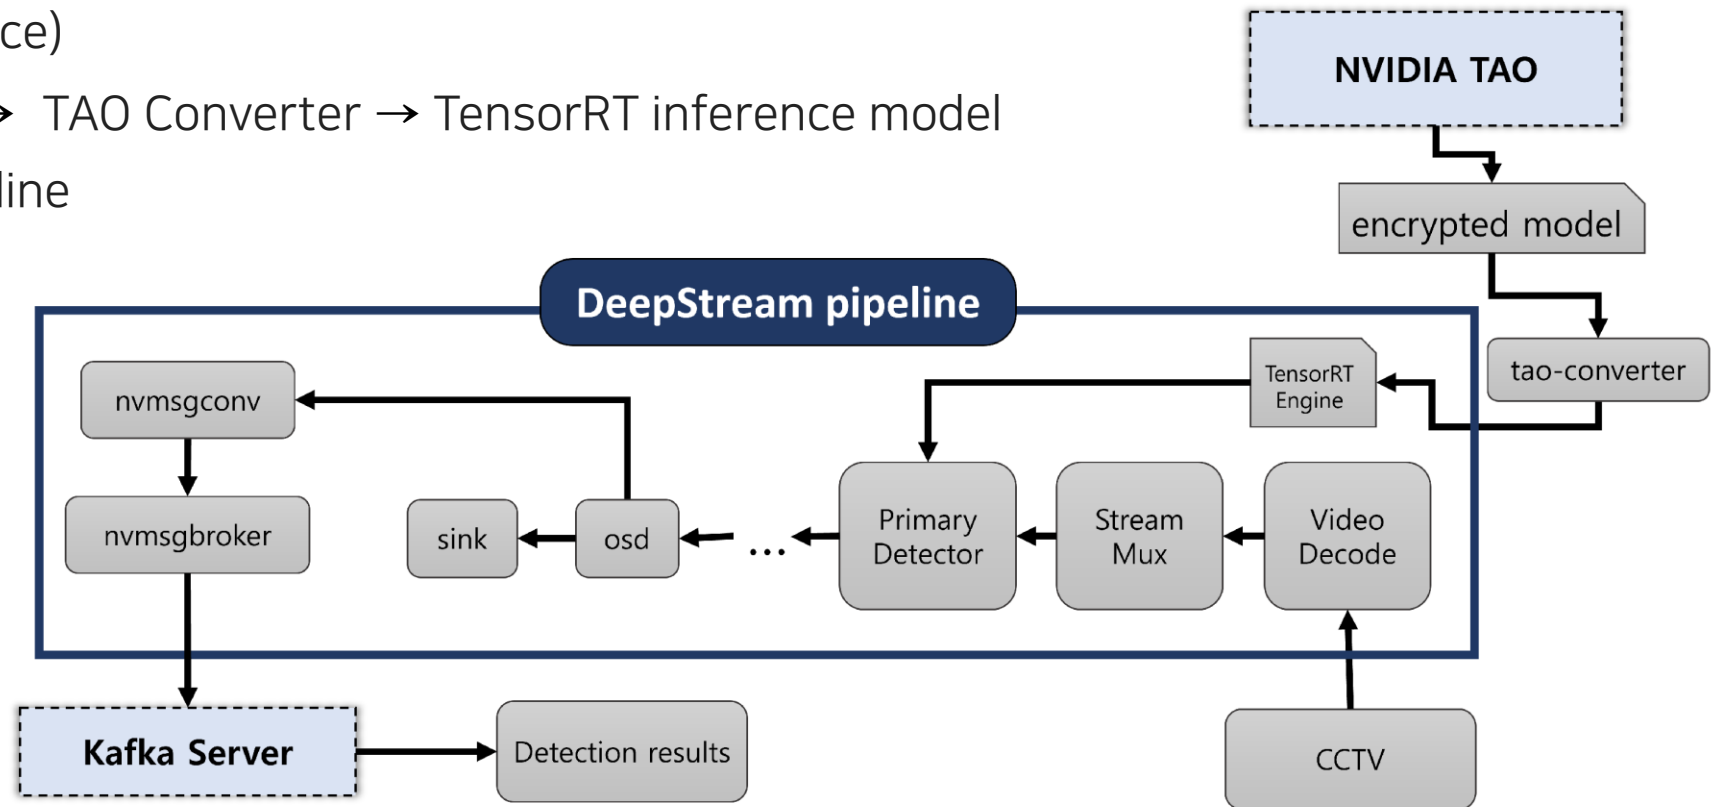 ce)
→ TAO Converter → TensorRT inference model
line
NVIDIA TAO
encrypted model
DeepStream pipeline
tao-converter
TensorRT
Engine
nvmsgconv
nvmsgbroker
sink
osd
...
Primary
Detector
Stream
Mux
Video
Decode
Kafka Server
Detection results
CCTV